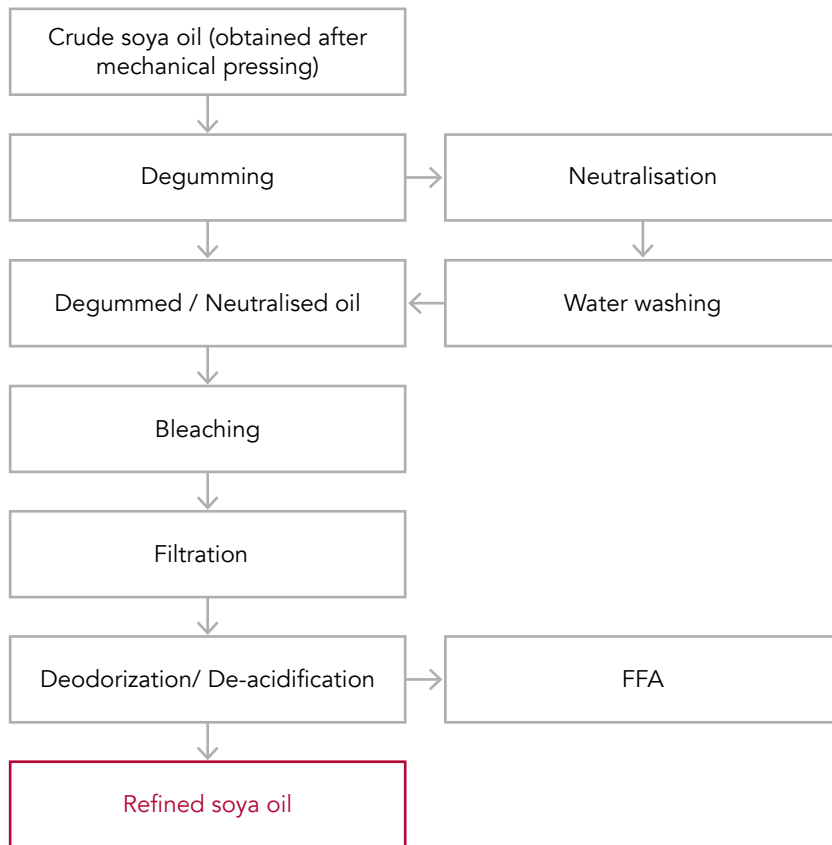 Crude soya oil (obtained after
mechanical pressing)
Degumming
Neutralisation
Degummed / Neutralised oil
Water washing
Bleaching
Filtration
Deodorization/ De-acidification
FFA
Refined soya oil